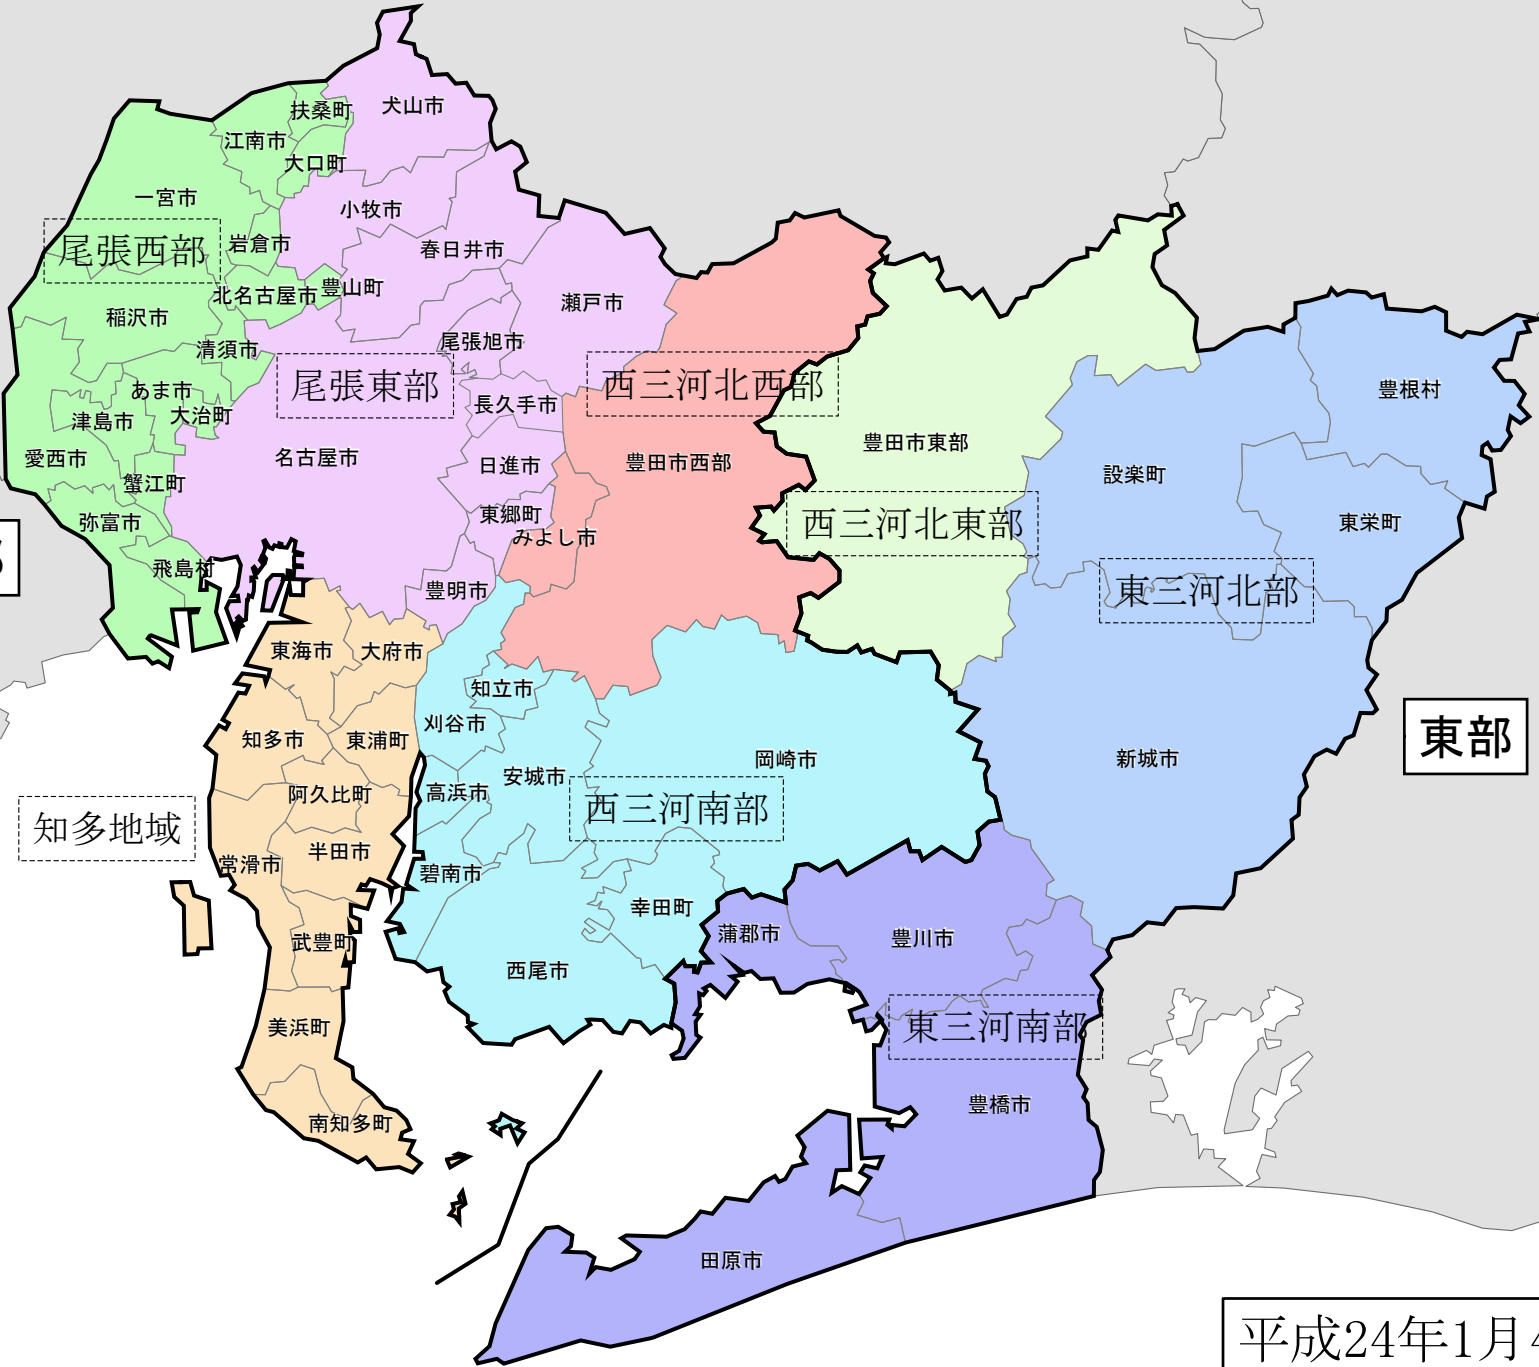 犬山市
扶桑町
江南市
大口町
一宮市
小牧市
岩倉市
春日井市
尾張西部
北名古屋市
豊山町
瀬戸市
稲沢市
尾張旭市
清須市
尾張東部
西三河北西部
あま市
豊根村
長久手市
津島市
大治町
豊田市東部
名古屋市
愛西市
日進市
豊田市西部
設楽町
蟹江町
東郷町
弥富市
西三河北東部
東栄町
みよし市
飛島村
豊明市
東三河北部
東海市
大府市
知立市
刈谷市
東部
知多市
東浦町
岡崎市
新城市
安城市
阿久比町
高浜市
西三河南部
知多地域
半田市
常滑市
碧南市
幸田町
蒲郡市
豊川市
武豊町
西尾市
美浜町
東三河南部
豊橋市
南知多町
田原市
平成24年1月4